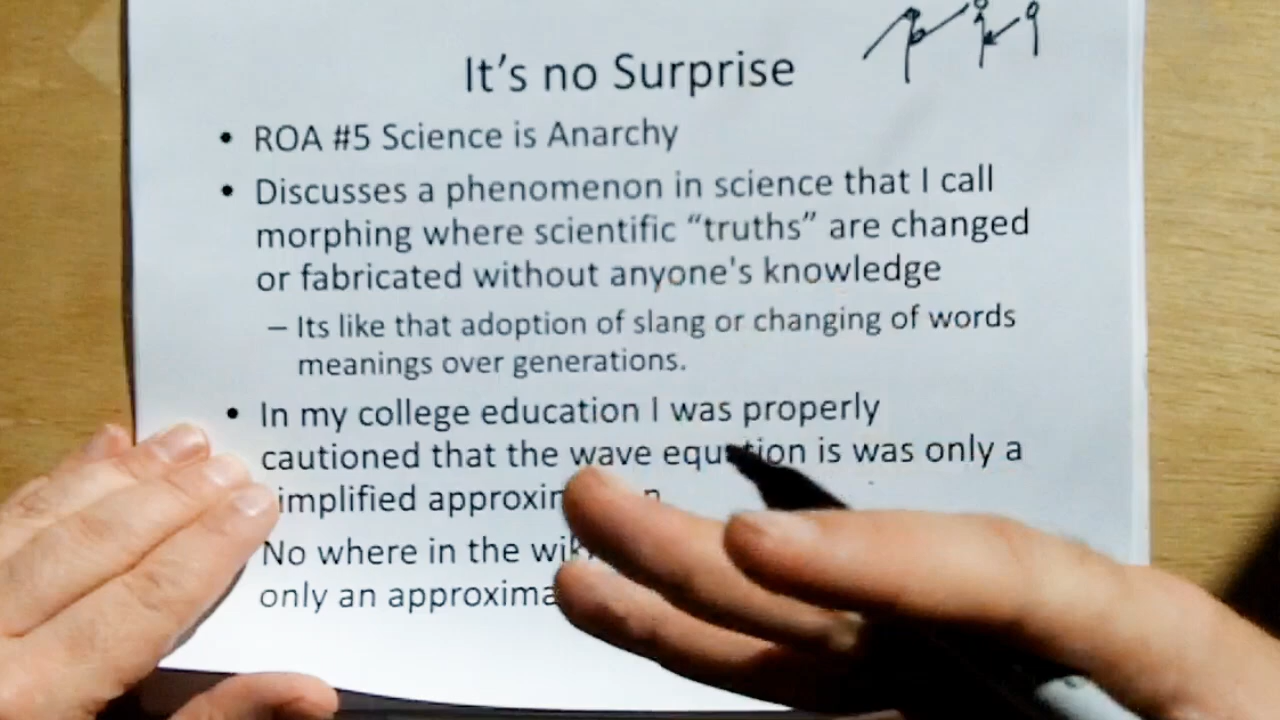 It's no Surprise
• ROA #5 Science is Anarchy
• Discusses a phenomenon in science that I call
morphing where scientific “truths” are changed
or fabricated without anyone's knowledge
– Its like that adoption of slang or changing of words
meanings over generations.
• In my college education I was properly
cautioned that the wave equation is was only a
implified approxim n
No where in the wik
only an approxima